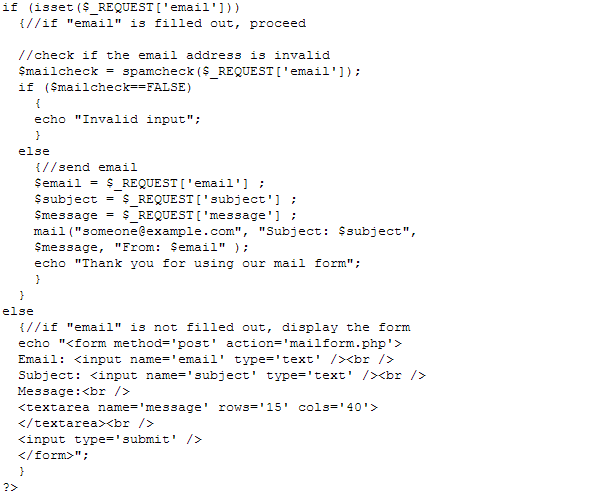 if (isset($_REQUEST['email']))
  {//if "email" is filled out, proceed

  //check if the email address is invalid
  $mailcheck = spamcheck($_REQUEST['email']);
  if ($mailcheck==FALSE)
    {
    echo "Invalid input";
    }
  else
    {//send email
    $email = $_REQUEST['email'] ;
    $subject = $_REQUEST['subject'] ;
    $message = $_REQUEST['message'] ;
    mail("someone@example.com", "Subject: $subject",
    $message, "From: $email" );
    echo "Thank you for using our mail form";
    }
  }
else
  {//if "email" is not filled out, display the form
  echo "<form method='post' action='mailform.php'>
  Email: <input name='email' type='text' /><br />
  Subject: <input name='subject' type='text' /><br />
  Message:<br />
  <textarea name='message' rows='15' cols='40'>
  </textarea><br />
  <input type='submit' />
  </form>";
  }
?>